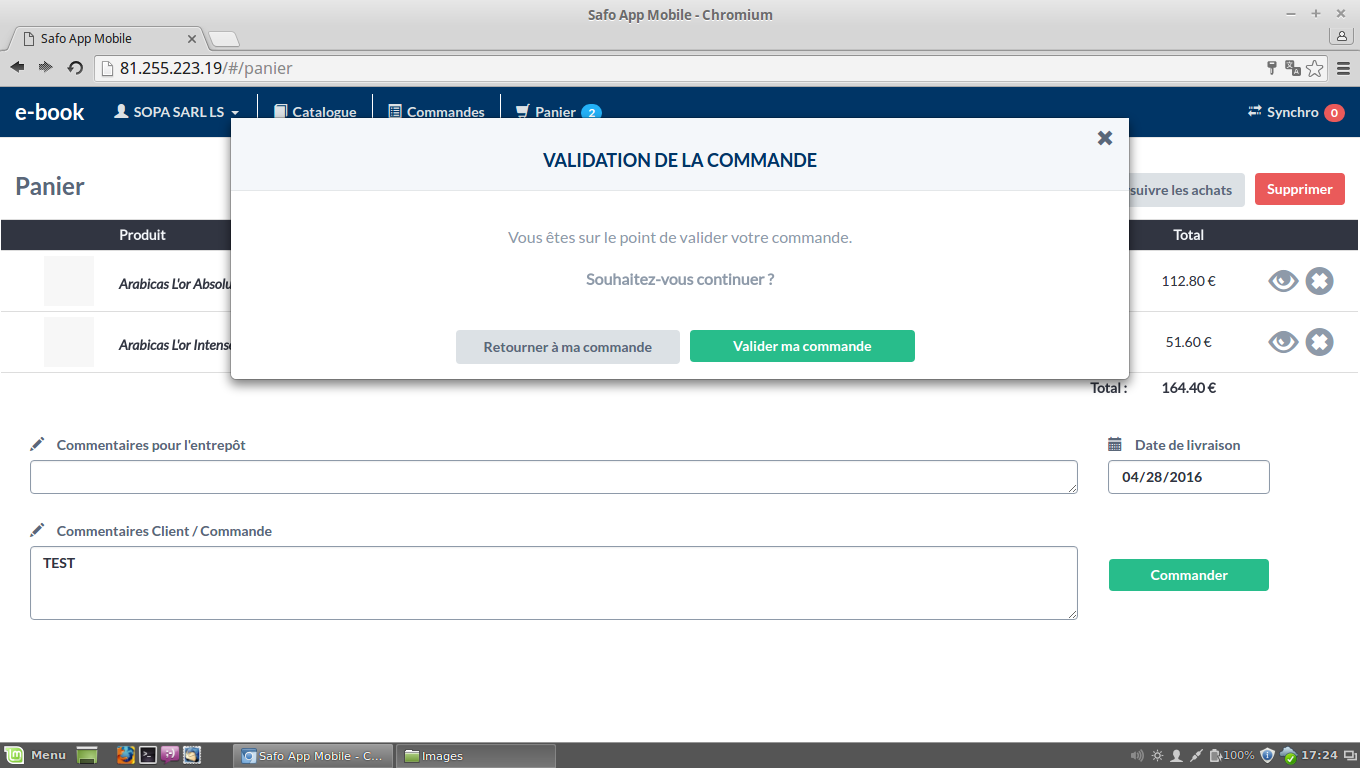 Safo App Mobile - Chromium
Safo App Mobile
81.255.223.19/#/panier
e-book
SOPA SARL LS
Catalogue
Commandes
Panier 2
Synchro 0
VALIDATION DE LA COMMANDE
Panier
suivre les achats
Supprimer
Produit
Total
Vous êtes sur le point de valider votre commande.
Souhaitez-vous continuer ?
Arabicas L'or Absolu
112.80 €
Arabicas L'or Intense
51.60 €
Retourner à ma commande
Valider ma commande
Total :
164.40 €
Commentaires pour l'entrepôt
Date de livraison
04/28/2016
Commentaires Client / Commande
TEST
Commander
Menu
Safo App Mobile - C...
Images
100%
17:24